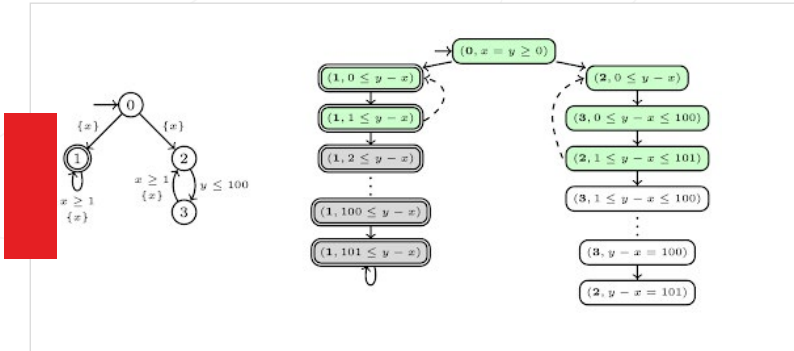 0
{x}
{x}
1
2
x ≥ 1
{x}
y ≤ 100
x ≥ 1
{x}
3
(0, x = y ≥ 0)
(1, 0 ≤ y − x)
(1, 1 ≤ y − x)
(1, 2 ≤ y − x)
(1, 100 ≤ y − x)
(1, 101 ≤ y − x)
(2, 0 ≤ y − x)
(3, 0 ≤ y − x ≤ 100)
(2, 1 ≤ y − x ≤ 101)
(3, 1 ≤ y − x ≤ 100)
(3, y − x = 100)
(2, y − x = 101)